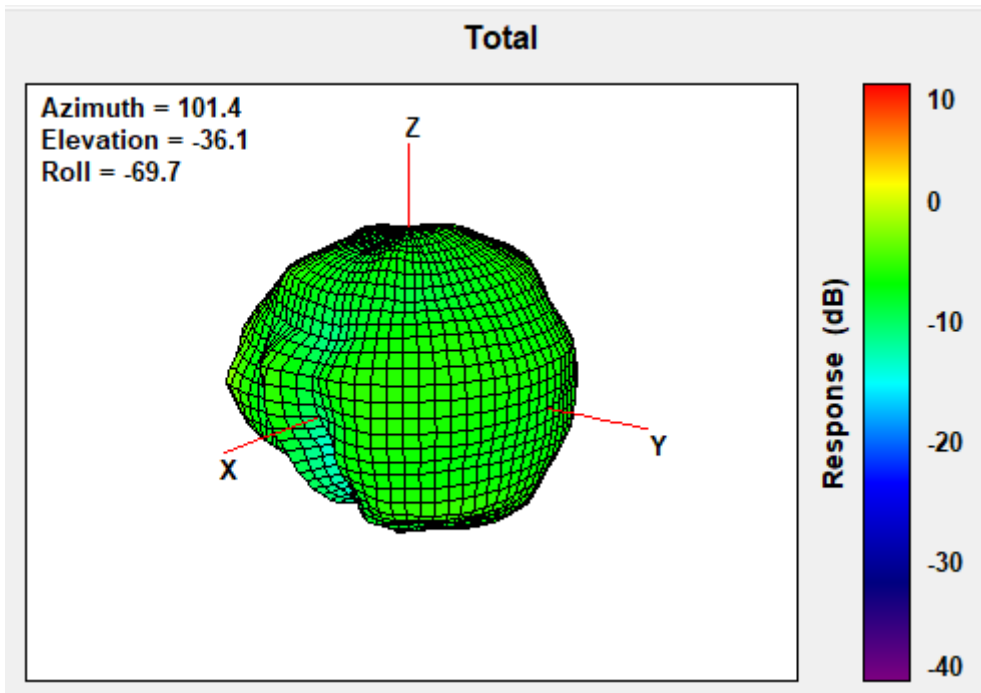 Total
Azimuth = 101.4
Elevation = -36.1
Roll = -69.7
Z
X
Y
10
0
-10
-20
-30
-40
Response (dB)